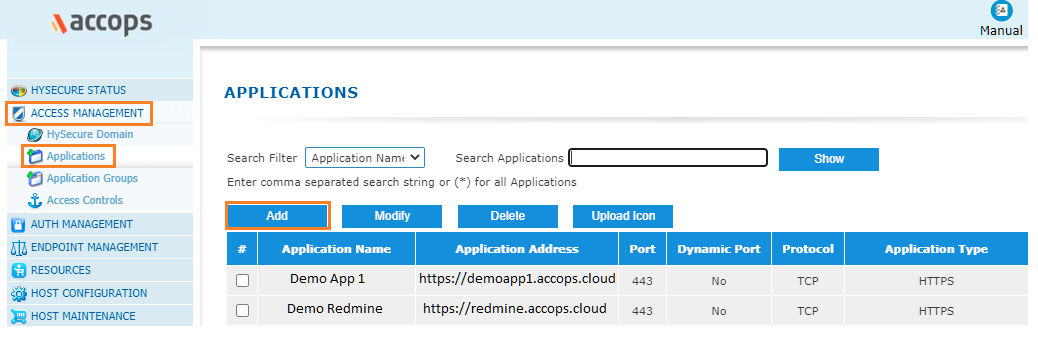 accops
Manual
HYSECURE STATUS
ACCESS MANAGEMENT
HySecure Domain
Applications
Application Groups
Access Controls
AUTH MANAGEMENT
ENDPOINT MANAGEMENT
RESOURCES
HOST CONFIGURATION
HOST MAINTENANCE
APPLICATIONS
Search Filter Application Name Search Applications Show
Enter comma separated search string or (*) for all Applications
Add Modify Delete Upload Icon
# Application Name Application Address Port Dynamic Port Protocol Application Type
Demo App 1 https://demoapp1.accops.cloud 443 No TCP HTTPS
Demo Redmine https://redmine.accops.cloud 443 No TCP HTTPS